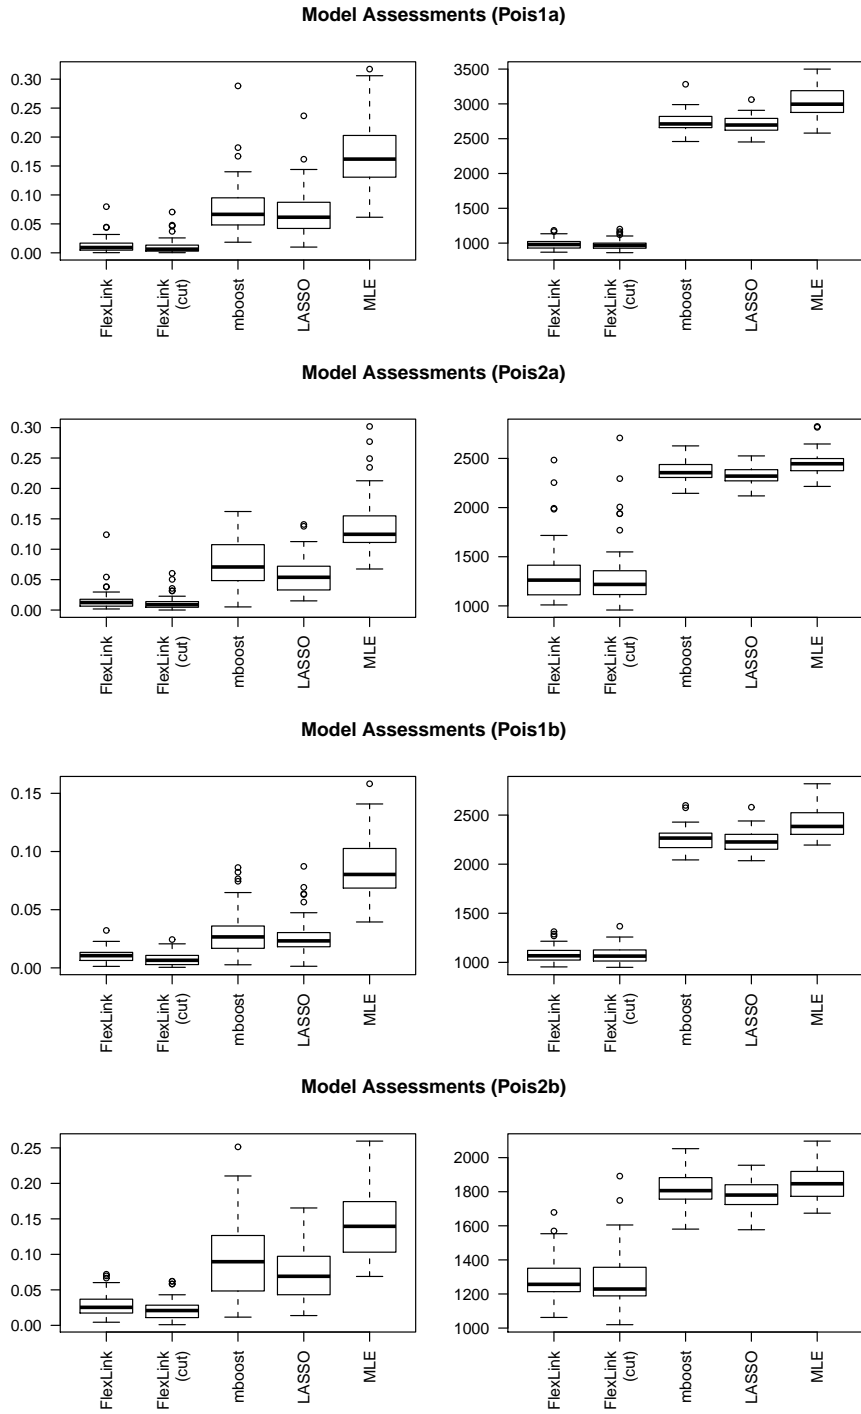 Model Assessments (Pois1a)
0.30
0.25
0.20
0.15
0.10
0.05
0.00
FlexLink
FlexLink
(cut)
mboost
LASSO
MLE
3500
3000
2500
2000
1500
1000
FlexLink
FlexLink
(cut)
mboost
LASSO
MLE
Model Assessments (Pois2a)
0.30
0.25
0.20
0.15
0.10
0.05
0.00
FlexLink
FlexLink
(cut)
mboost
LASSO
MLE
2500
2000
1500
1000
FlexLink
FlexLink
(cut)
mboost
LASSO
MLE
Model Assessments (Pois1b)
0.15
0.10
0.05
0.00
FlexLink
FlexLink
(cut)
mboost
LASSO
MLE
2500
2000
1500
1000
FlexLink
FlexLink
(cut)
mboost
LASSO
MLE
Model Assessments (Pois2b)
0.25
0.20
0.15
0.10
0.05
0.00
FlexLink
FlexLink
(cut)
mboost
LASSO
MLE
2000
1800
1600
1400
1200
1000
FlexLink
FlexLink
(cut)
mboost
LASSO
MLE